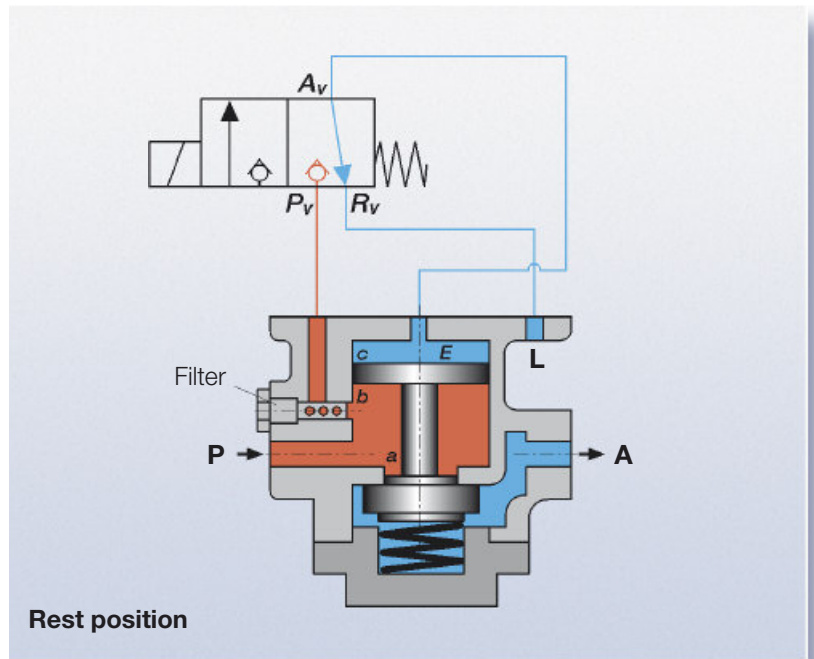 Av
Pv Rv
c E L
Filter b
P a A
Rest position